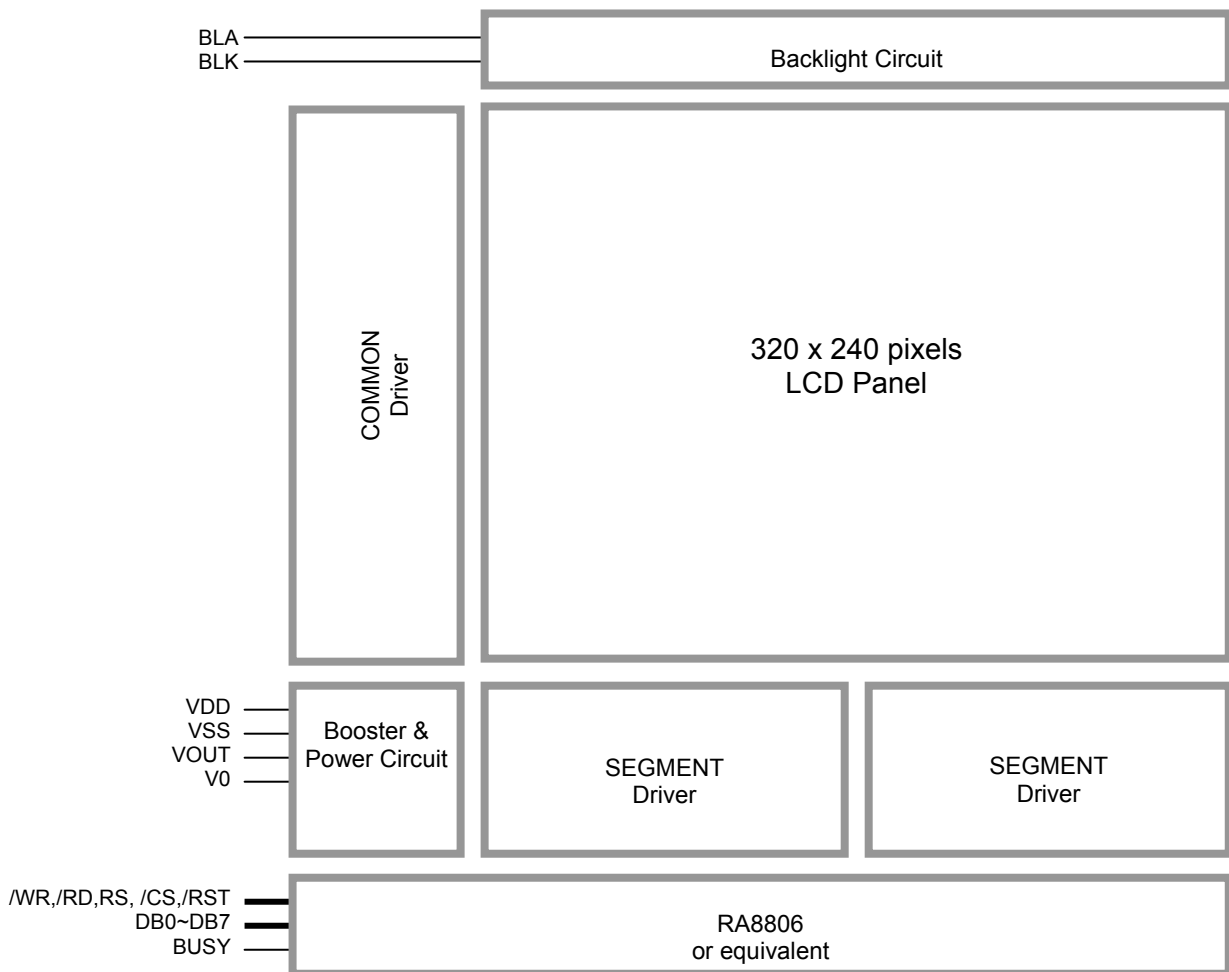 BLA
BLK
Backlight Circuit
COMMON
Driver
320 x 240 pixels
LCD Panel
VDD
VSS
VOUT
V0
Booster &
Power Circuit
SEGMENT
Driver
SEGMENT
Driver
/WR,/RD,RS, /CS,/RST
DB0~DB7
BUSY
RA8806
or equivalent